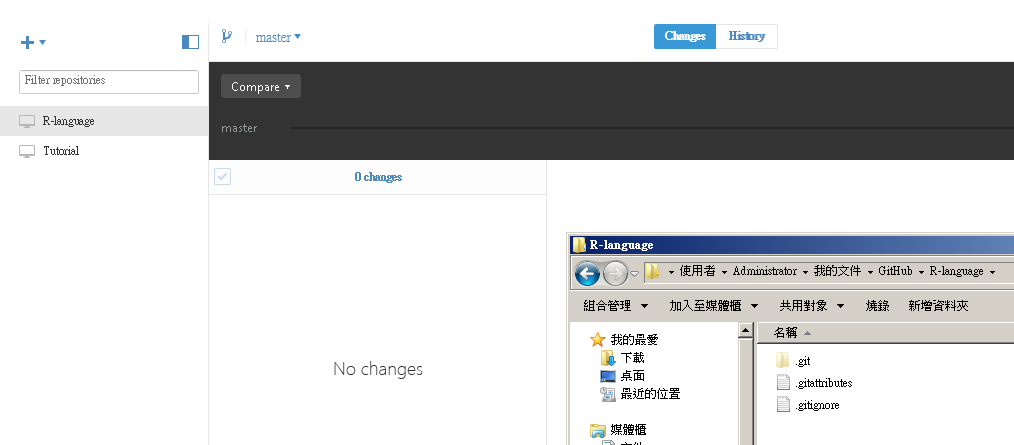 master
Changes
History
Filter repositories
Compare
R-language
master
Tutorial
0 changes
No changes
R-language
使用者 Administrator 我的文件 GitHub R-language
組合管理 加入至媒體櫃 共用對象 燒錄 新增資料夾
我的最愛
下載
桌面
最近的位置
媒體櫃
名稱
.git
.gitattributes
.gitignore